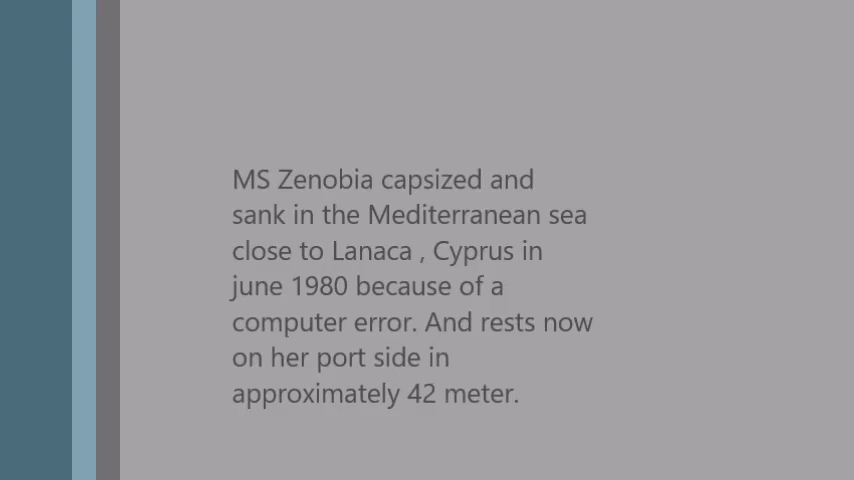 MS Zenobia capsized and
sank in the Mediterranean sea
close to Lanaca , Cyprus in
june 1980 because of a
computer error. And rests now
on her port side in
approximately 42 meter.